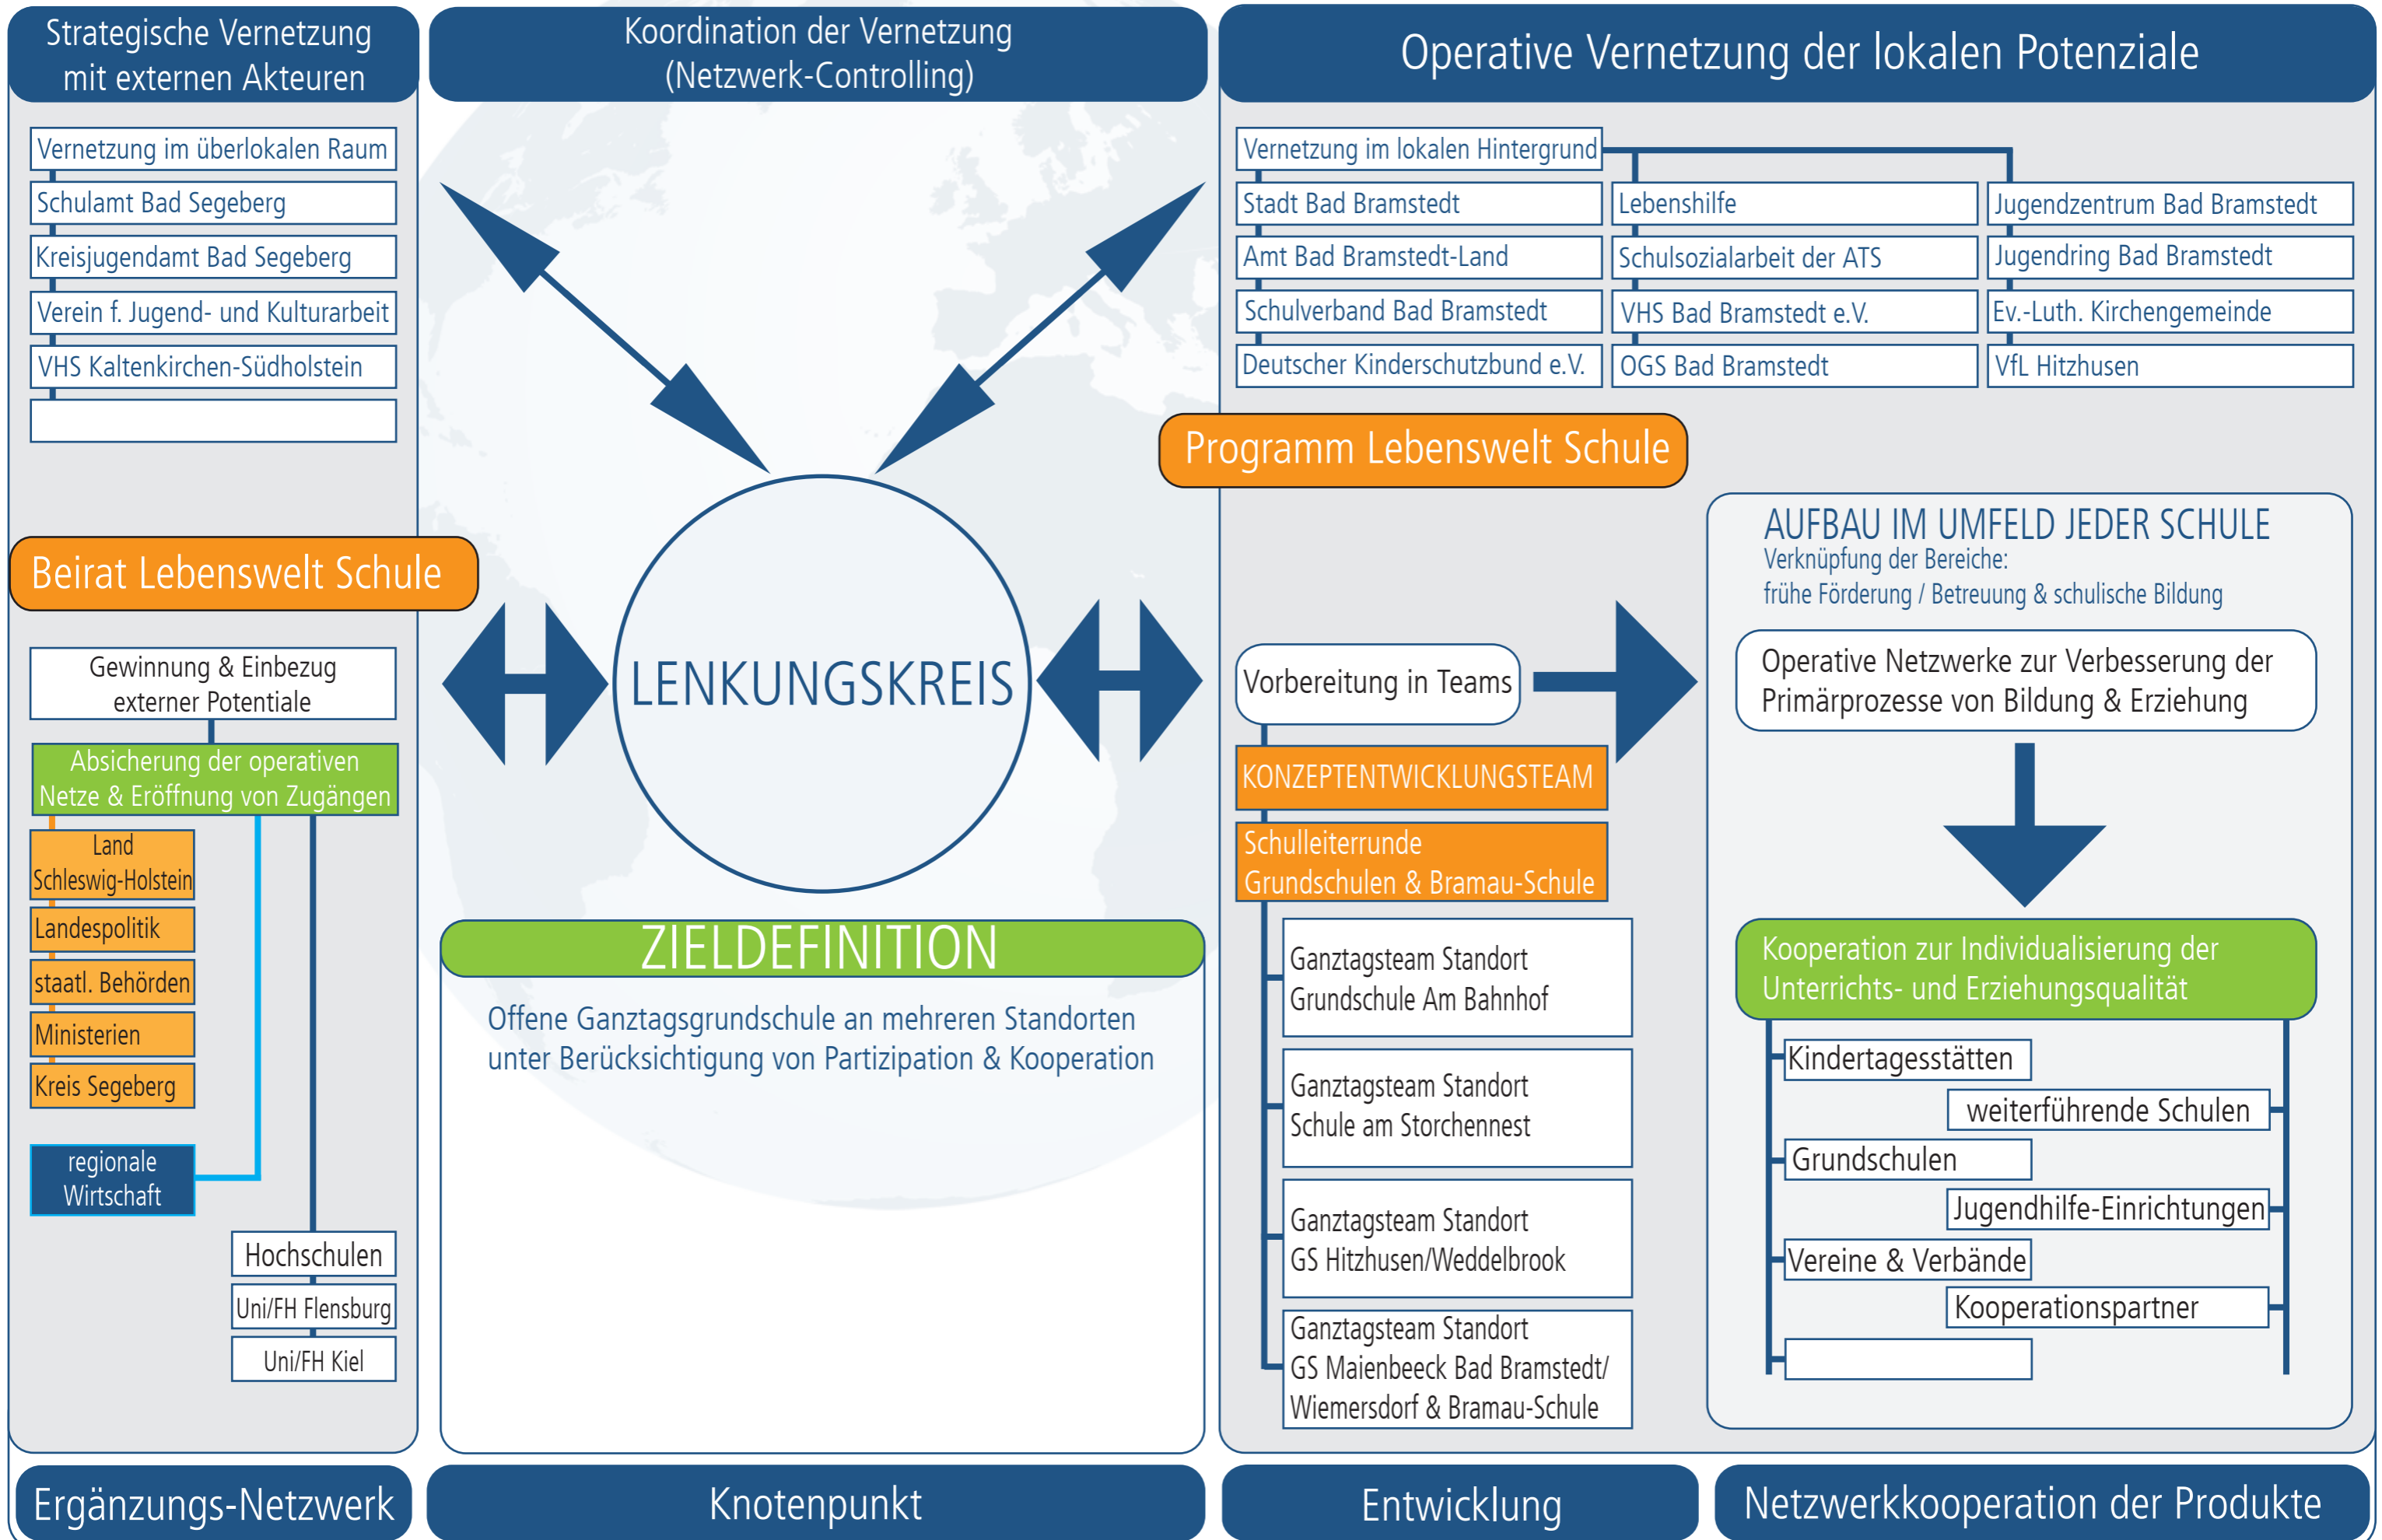 Strategische Vernetzung
mit externen Akteuren
Vernetzung im überlokalen Raum
Schulamt Bad Segeberg
Kreisjugendamt Bad Segeberg
Verein f. Jugend- und Kulturarbeit
VHS Kaltenkirchen-Südholstein
Beirat Lebenswelt Schule
Gewinnung & Einbezug
externer Potentiale
Absicherung der operativen
Netze & Eröffnung von Zugängen
Land
Schleswig-Holstein
Landespolitik
staatl. Behörden
Ministerien
Kreis Segeberg
regionale
Wirtschaft
Hochschulen
Uni/FH Flensburg
Uni/FH Kiel
Ergänzungs-Netzwerk
Koordination der Vernetzung
(Netzwerk-Controlling)
LENKUNGSKREIS
ZIELDEFINITION
Offene Ganztagsgrundschule an mehreren Standorten
unter Berücksichtigung von Partizipation & Kooperation
Knotenpunkt
Operative Vernetzung der lokalen Potenziale
Vernetzung im lokalen Hintergrund
Stadt Bad Bramstedt
Amt Bad Bramstedt-Land
Schulverband Bad Bramstedt
Deutscher Kinderschutzbund e.V.
Lebenshilfe
Schulsozialarbeit der ATS
VHS Bad Bramstedt e.V.
OGS Bad Bramstedt
Jugendzentrum Bad Bramstedt
Jugendring Bad Bramstedt
Ev.-Luth. Kirchengemeinde
VfL Hitzhusen
Programm Lebenswelt Schule
Vorbereitung in Teams
KONZEPTENTWICKLUNGSTEAM
Schulleiterrunde
Grundschulen & Bramau-Schule
Ganztagsteam Standort
Grundschule Am Bahnhof
Ganztagsteam Standort
Schule am Storchennest
Ganztagsteam Standort
GS Hitzhusen/Weddelbrook
Ganztagsteam Standort
GS Maienbeeck Bad Bramstedt/
Wiemersdorf & Bramau-Schule
Entwicklung
AUFBAU IM UMFELD JEDER SCHULE
Verknüpfung der Bereiche:
frühe Förderung / Betreuung & schulische Bildung
Operative Netzwerke zur Verbesserung der
Primärprozesse von Bildung & Erziehung
Kooperation zur Individualisierung der
Unterrichts- und Erziehungsqualität
Kindertagesstätten
weiterführende Schulen
Grundschulen
Jugendhilfe-Einrichtungen
Vereine & Verbände
Kooperationspartner
Netzwerkkooperation der Produkte